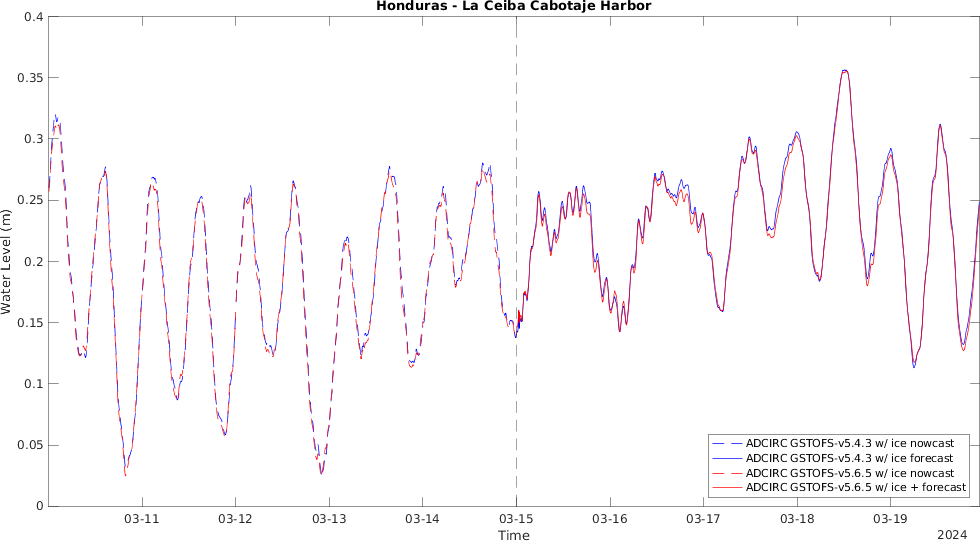 Honduras - La Ceiba Cabotaje Harbor
Water Level (m)
0.4
0.35
0.3
0.25
0.2
0.15
0.1
0.05
0
03-11
03-12
03-13
03-14
03-15
03-16
03-17
03-18
03-19
Time
2024
ADCIRC GSTOFS-v5.4.3 w/ ice nowcast
ADCIRC GSTOFS-v5.4.3 w/ ice forecast
ADCIRC GSTOFS-v5.6.5 w/ ice nowcast
ADCIRC GSTOFS-v5.6.5 w/ ice + forecast